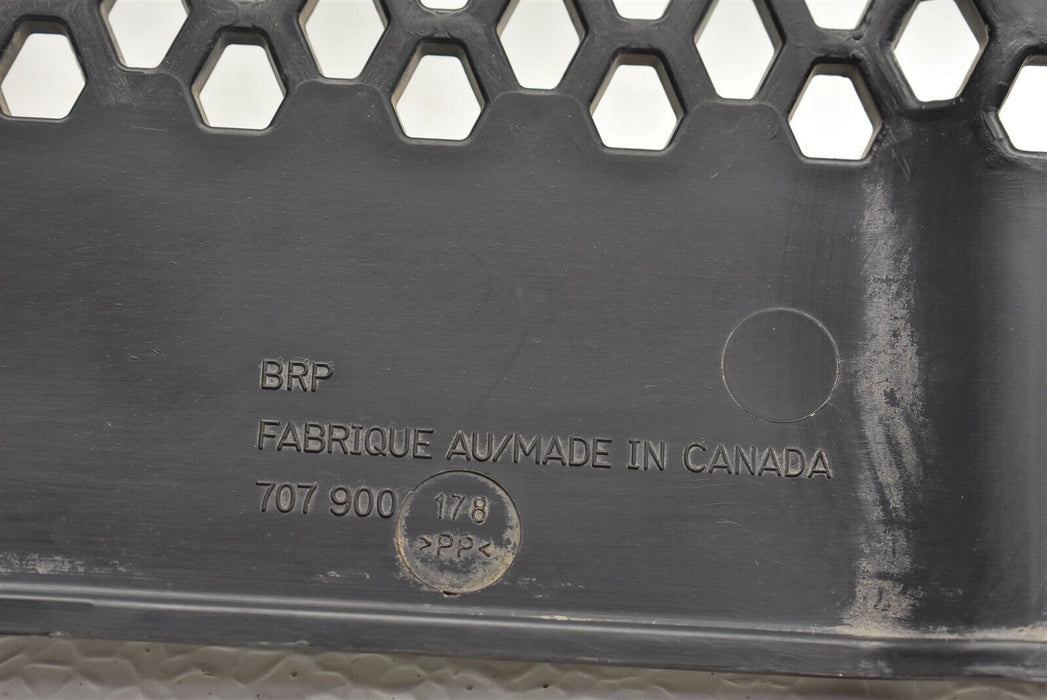 BRP
FABRIQUE AU/MADE IN CANADA
707 900 178
>PP<